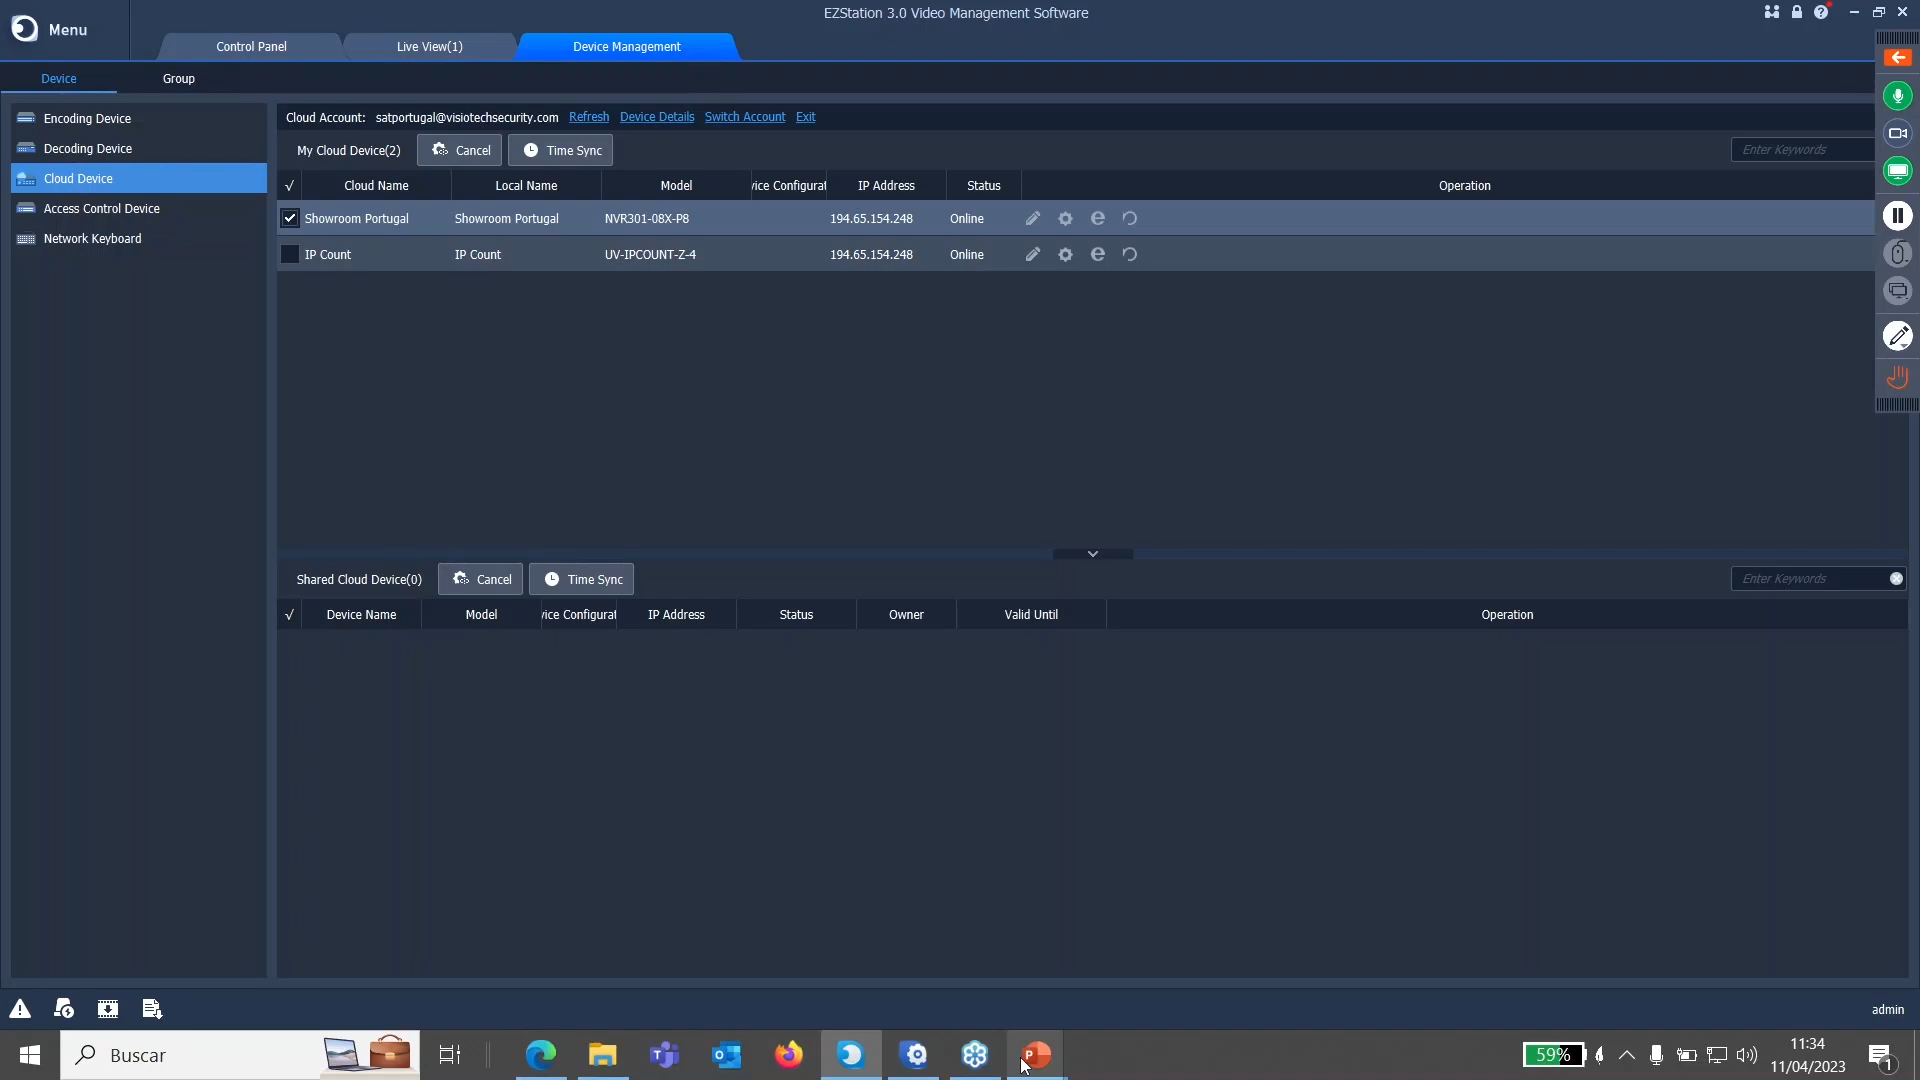 EZStation 3.0 Video Management Software
Menu
Control Panel
Live View(1)
Device Management
Device
Group
Encoding Device
Decoding Device
Cloud Device
Access Control Device
Network Keyboard
Cloud Account: satportugal@visiotechsecurity.com Refresh Device Details Switch Account Exit
My Cloud Device(2) Cancel Time Sync Enter Keywords
√ Cloud Name Local Name Model vice Configurat IP Address Status Operation
Showroom Portugal Showroom Portugal NVR301-08X-P8 194.65.154.248 Online
IP Count IP Count UV-IPCOUNT-Z-4 194.65.154.248 Online
Shared Cloud Device(0) Cancel Time Sync Enter Keywords
√ Device Name Model vice Configurat IP Address Status Owner Valid Until Operation
admin
Buscar
59%
11:34
11/04/2023
1